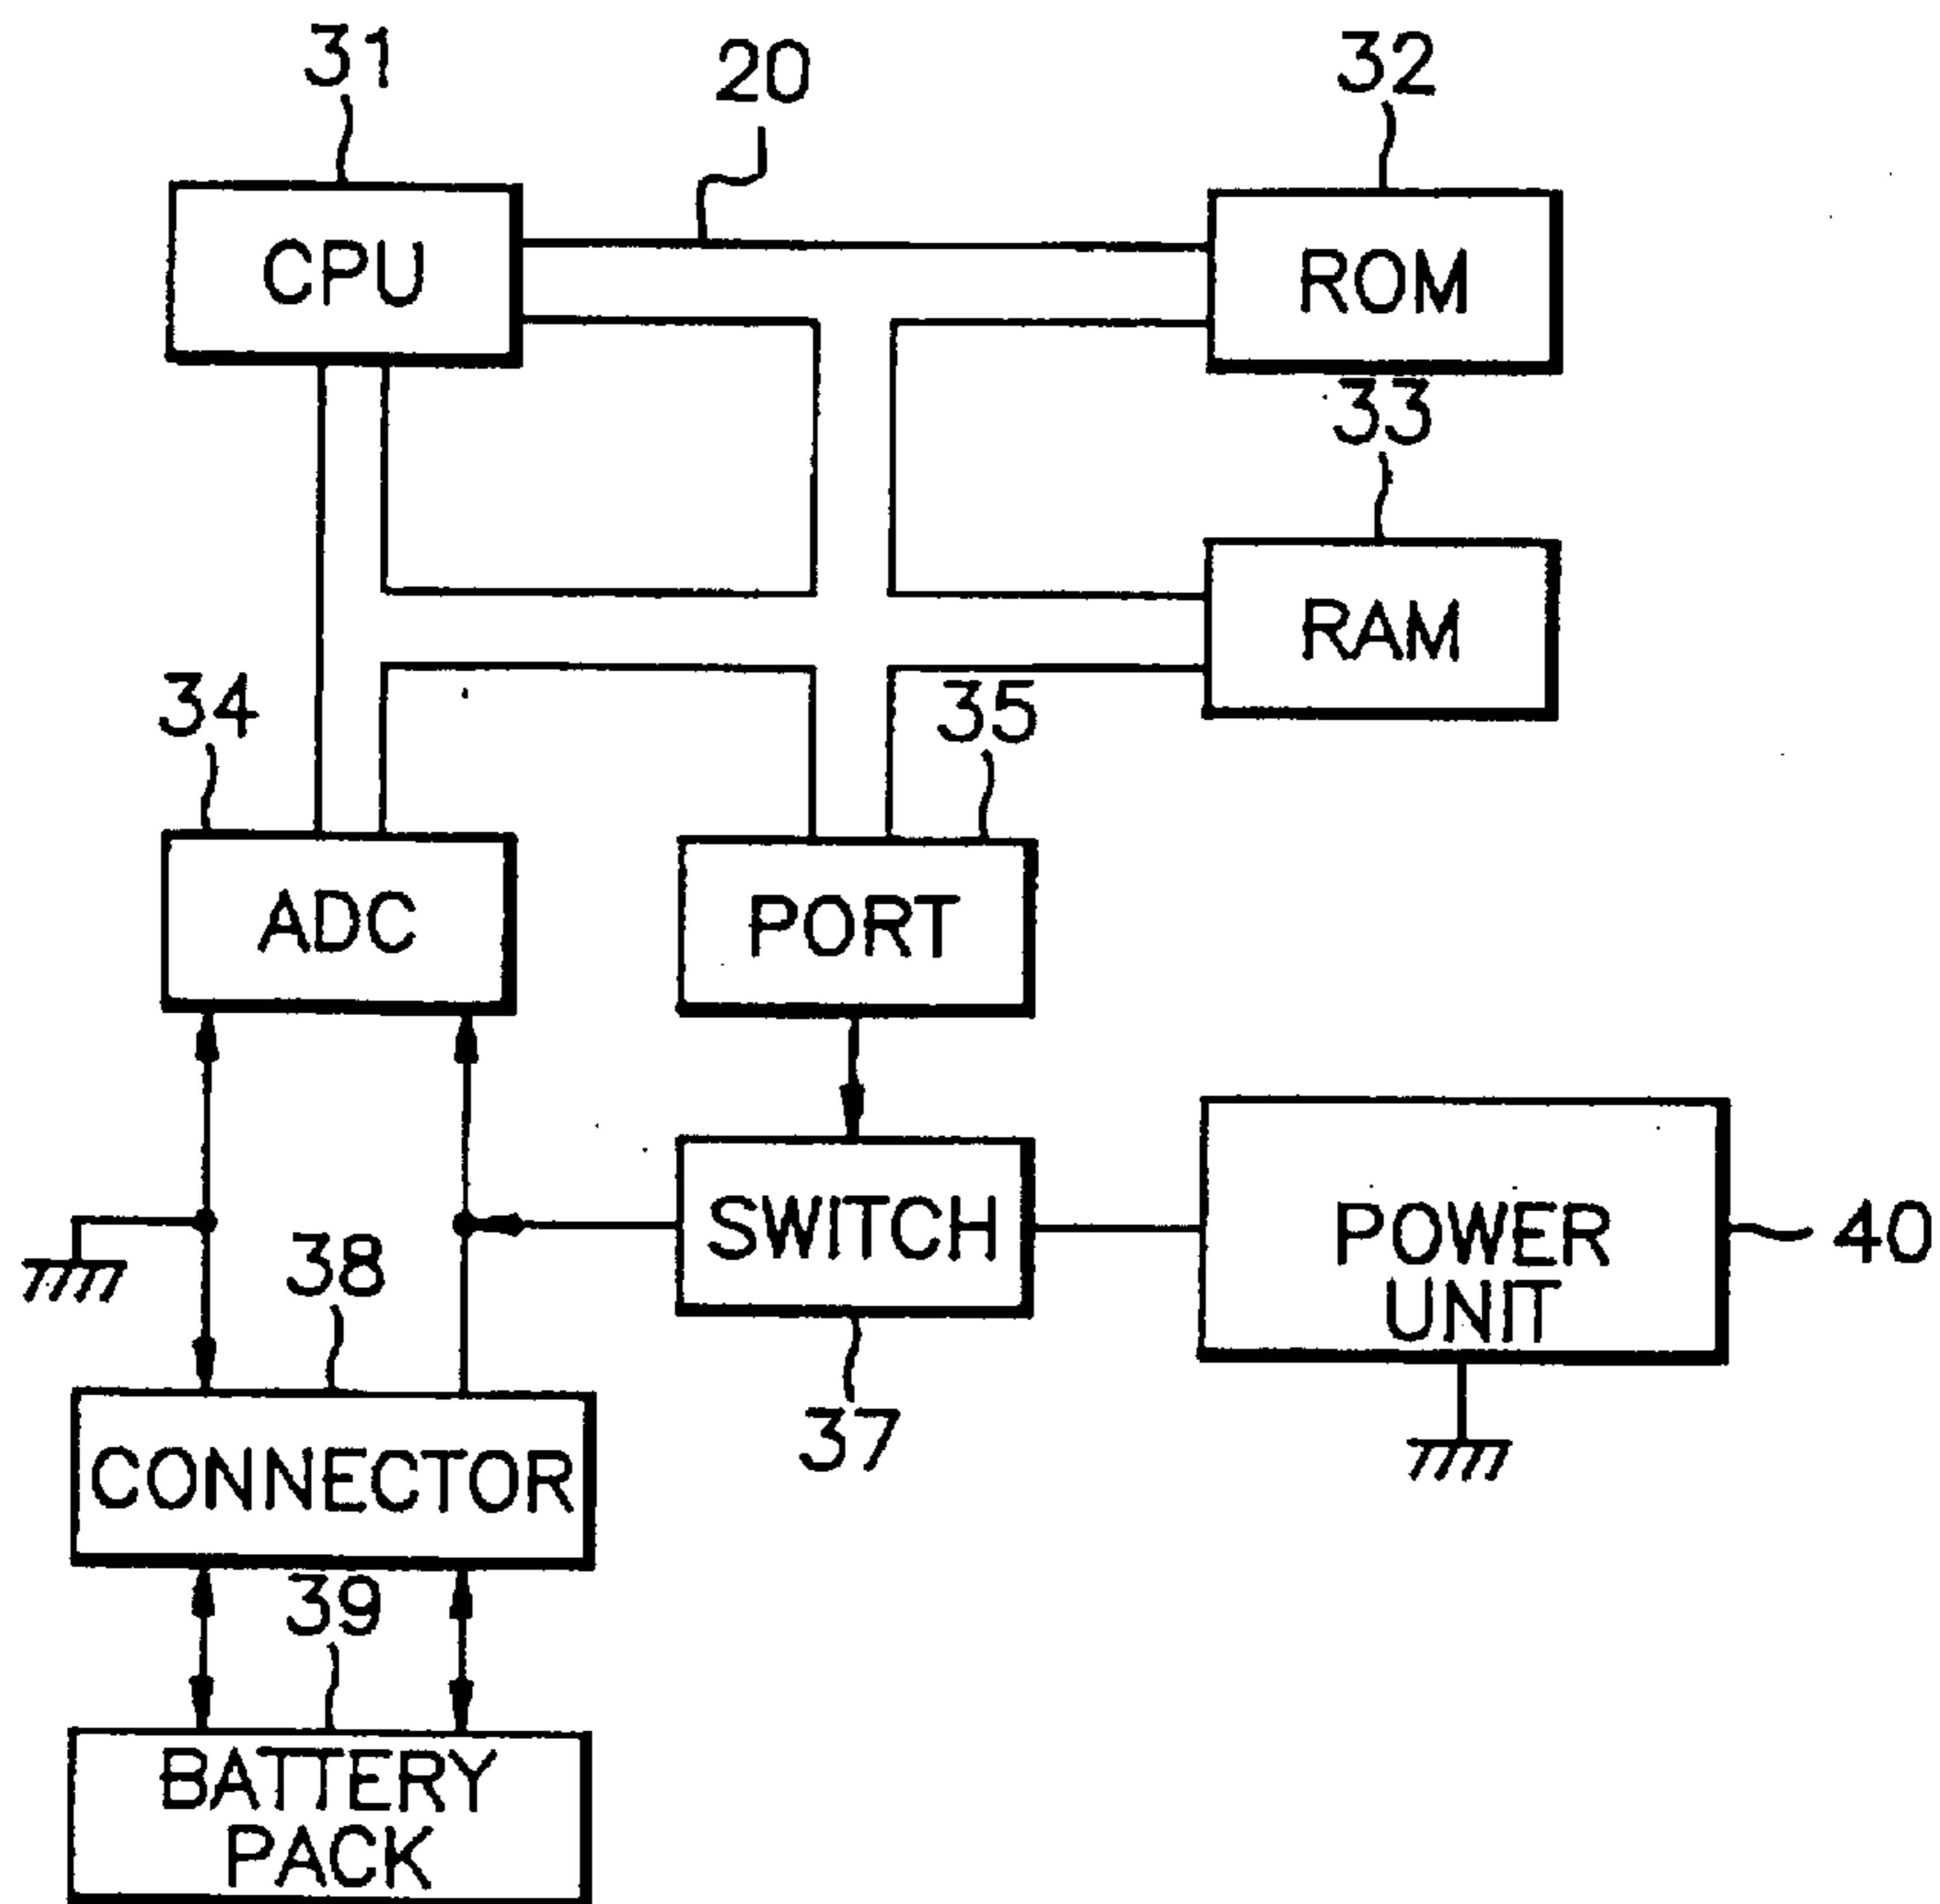 31
20
32
CPU
ROM
33
RAM
34
35
ADC
PORT
SWITCH
POWER
UNIT
40
38
37
CONNECTOR
39
BATTERY
PACK